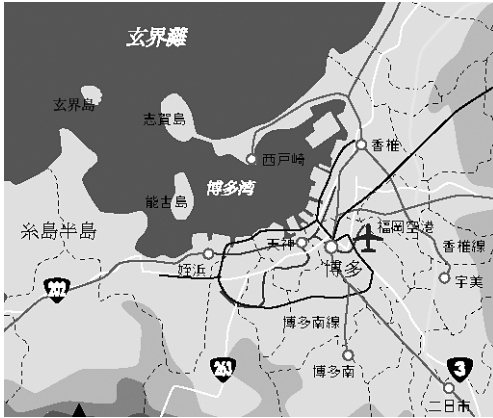 玄界灘
玄界島
志賀島
香椎
西戸崎
能古島
博多湾
糸島半島
福岡空港
天神
香椎線
姪浜
博多
宇美
202
博多南線
263
博多南
3
二日市